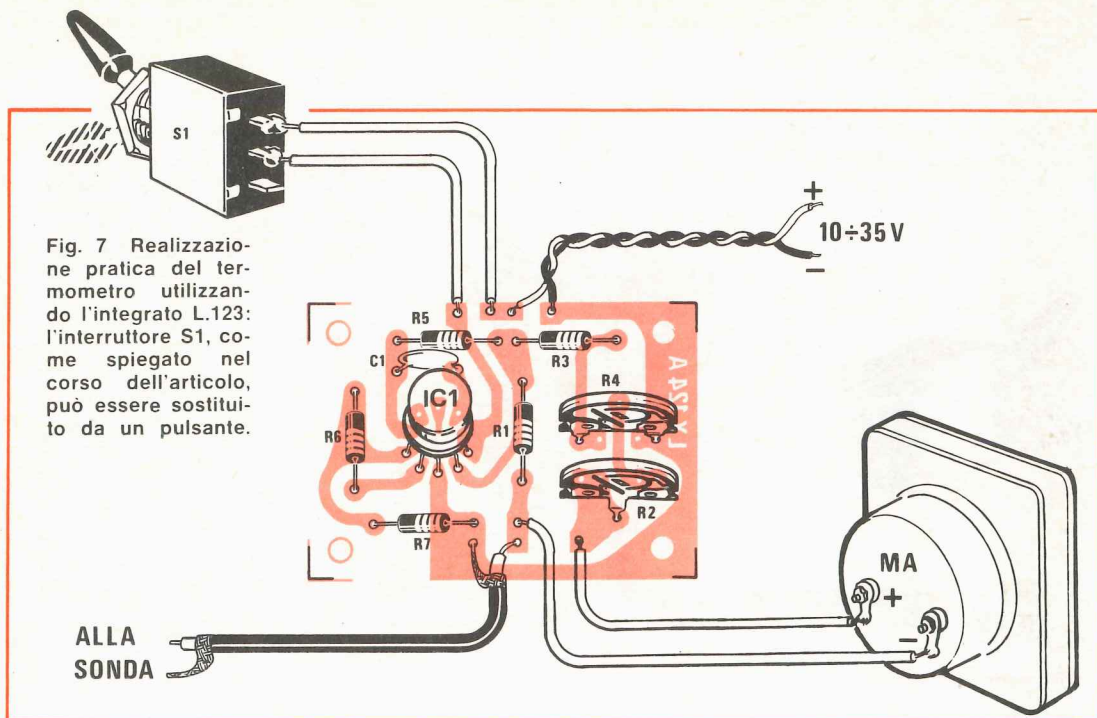 S1
Fig. 7 Realizzazio-
ne pratica del ter-
mometro utilizzan-
do l'integrato L.123:
l'interruttore S1, co-
me spiegato nel
corso dell'articolo,
può essere sostitui-
to da un pulsante.
+
10÷35 V
−
R5
R3
C1
IC1
R4
LX124 A
R6
R1
R2
R7
MA
+
−
ALLA
SONDA